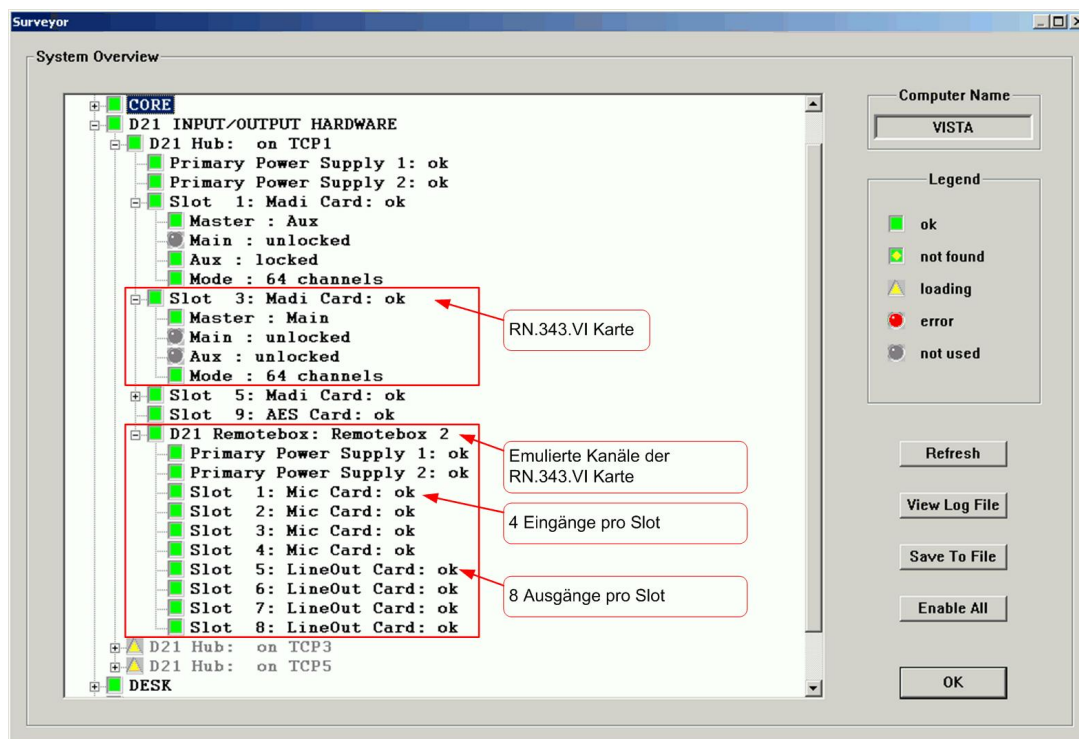 Surveyor
System Overview
CORE
D21 INPUT/OUTPUT HARDWARE
D21 Hub: on TCP1
Primary Power Supply 1: ok
Primary Power Supply 2: ok
Slot 1: Madi Card: ok
Master : Aux
Main : unlocked
Aux : locked
Mode : 64 channels
Slot 3: Madi Card: ok
Master : Main
Main : unlocked
Aux : unlocked
Mode : 64 channels
Slot 5: Madi Card: ok
Slot 9: AES Card: ok
D21 Remotebox: Remotebox 2
Primary Power Supply 1: ok
Primary Power Supply 2: ok
Slot 1: Mic Card: ok
Slot 2: Mic Card: ok
Slot 3: Mic Card: ok
Slot 4: Mic Card: ok
Slot 5: LineOut Card: ok
Slot 6: LineOut Card: ok
Slot 7: LineOut Card: ok
Slot 8: LineOut Card: ok
D21 Hub: on TCP3
D21 Hub: on TCP5
DESK
RN.343.VI Karte
Emulierte Kanäle der
RN.343.VI Karte
4 Eingänge pro Slot
8 Ausgänge pro Slot
Computer Name
VISTA
Legend
ok
not found
loading
error
not used
Refresh
View Log File
Save To File
Enable All
OK